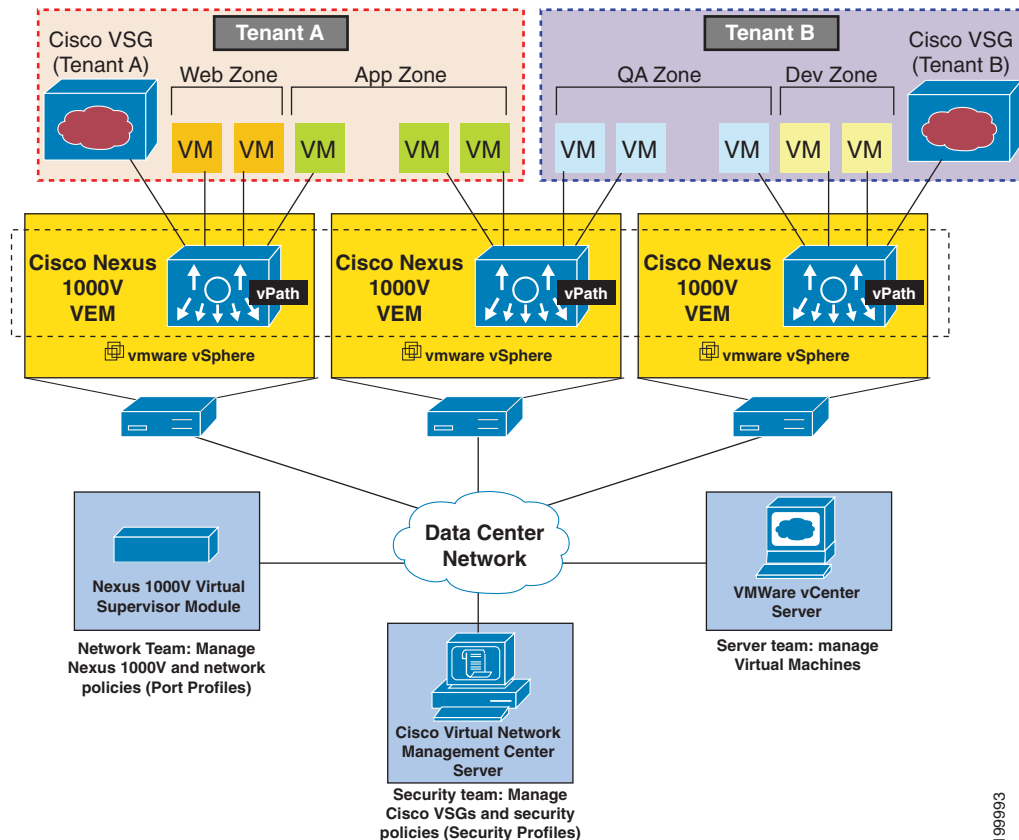 Tenant A
Tenant B
Cisco VSG
(Tenant A)
Web Zone
App Zone
QA Zone
Dev Zone
Cisco VSG
(Tenant B)
VM
VM
VM
VM
VM
VM
VM
VM
VM
VM
Cisco Nexus
1000V
VEM
vPath
vmware vSphere
Cisco Nexus
1000V
VEM
vPath
vmware vSphere
Cisco Nexus
1000V
VEM
vPath
vmware vSphere
Data Center
Network
Nexus 1000V Virtual
Supervisor Module
Network Team: Manage
Nexus 1000V and network
policies (Port Profiles)
VMWare vCenter
Server
Server team: manage
Virtual Machines
Cisco Virtual Network
Management Center
Server
Security team: Manage
Cisco VSGs and security
policies (Security Profiles)
199993